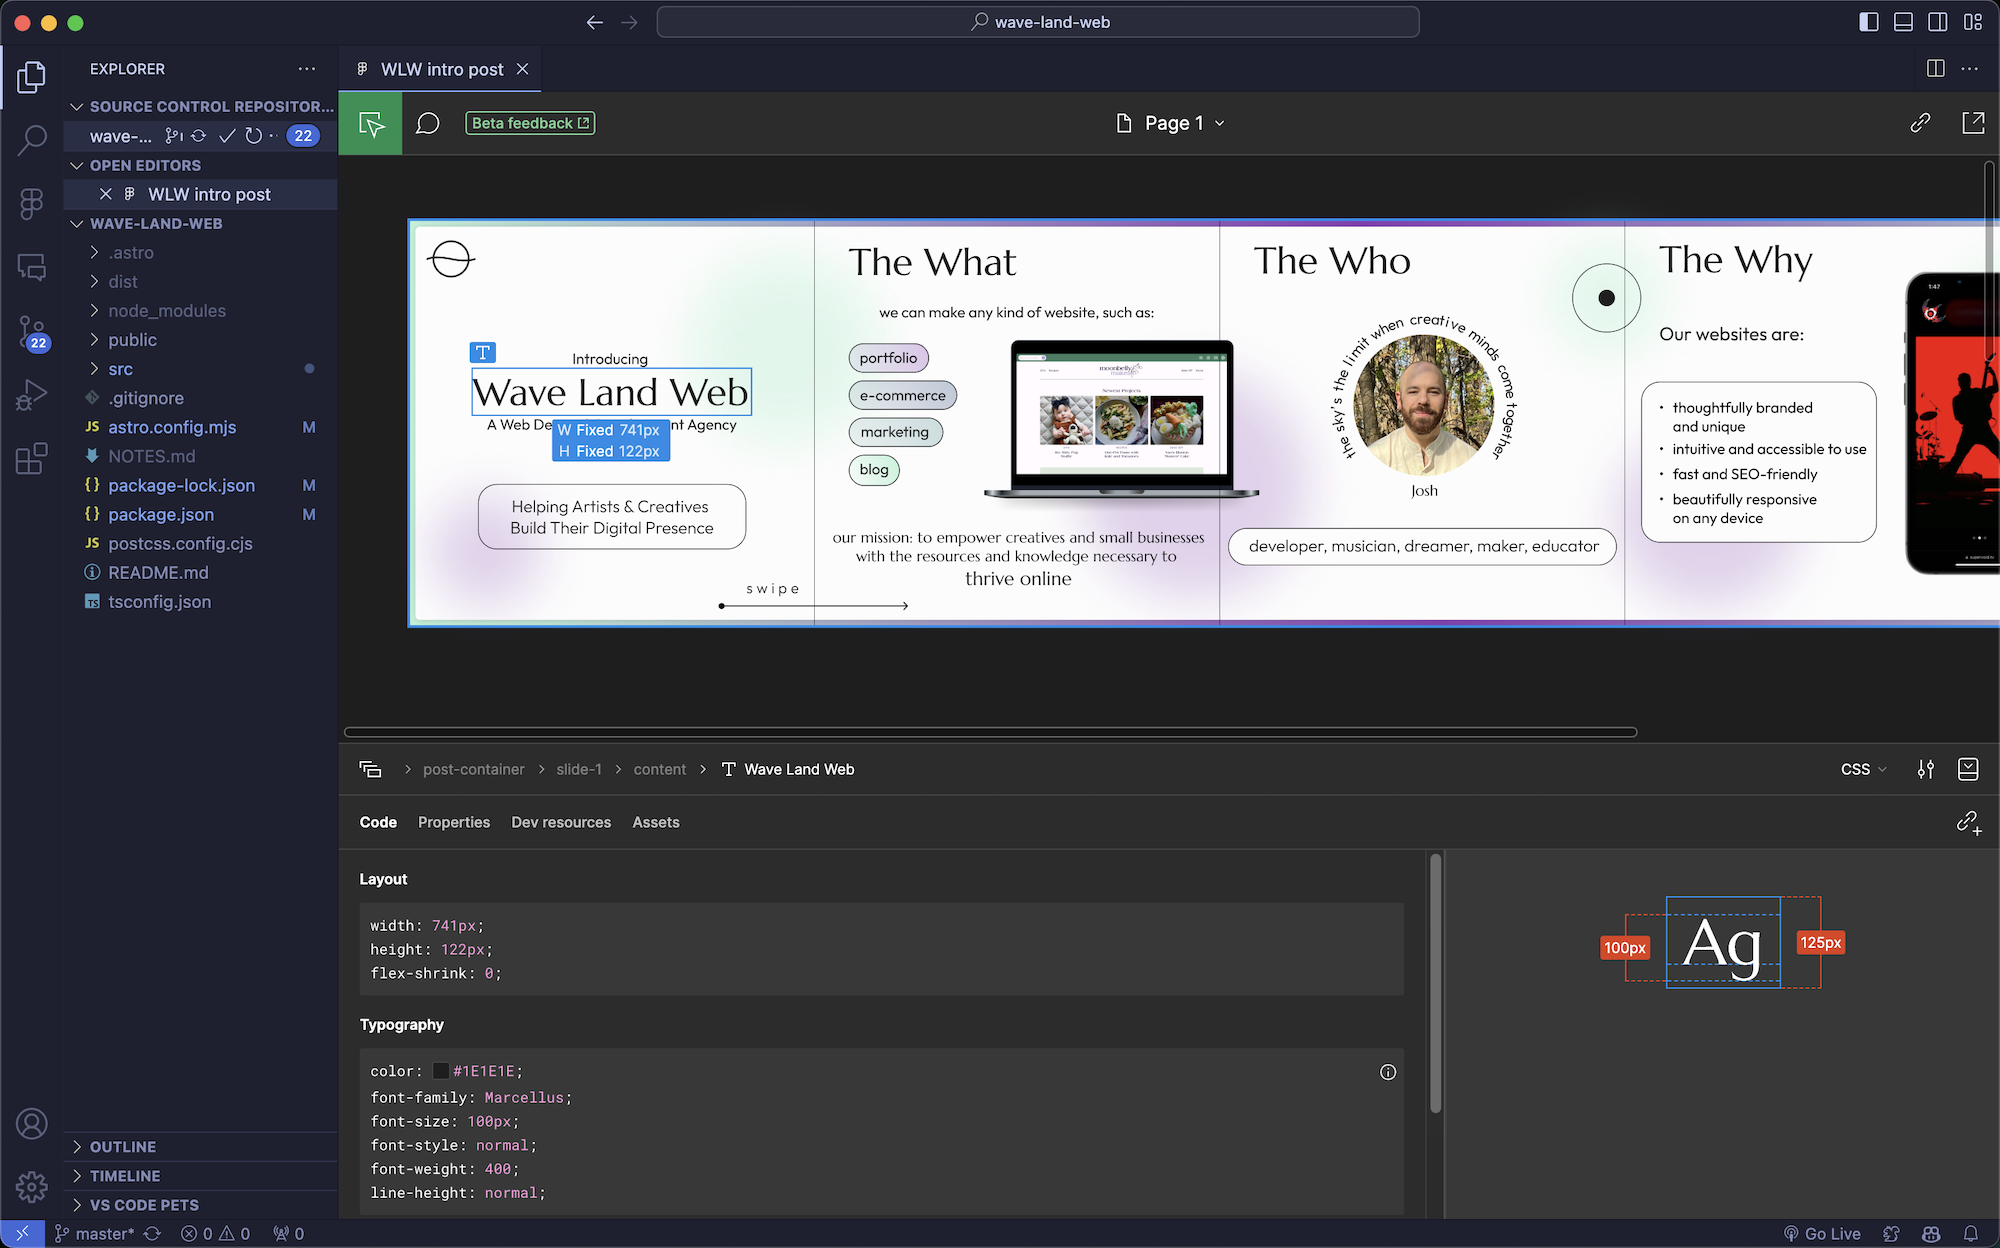 wave-land-web
EXPLORER
SOURCE CONTROL REPOSITOR...
wave-...
22
OPEN EDITORS
WLW intro post
WAVE-LAND-WEB
.astro
dist
node_modules
public
src
.gitignore
JS astro.config.mjs M
NOTES.md
{} package-lock.json M
{} package.json M
JS postcss.config.cjs
README.md
TS tsconfig.json
22
OUTLINE
TIMELINE
VS CODE PETS
master* 0 0 0
Go Live
WLW intro post
Beta feedback
Page 1
T
Introducing
Wave Land Web
A Web De
nt Agency
W Fixed 741px
H Fixed 122px
Helping Artists & Creatives
Build Their Digital Presence
swipe
The What
we can make any kind of website, such as:
portfolio
e-commerce
marketing
blog
moonbelly
makes
Newest Projects
our mission: to empower creatives and small businesses
with the resources and knowledge necessary to
thrive online
The Who
the sky's the limit when creative minds come together
Josh
developer, musician, dreamer, maker, educator
The Why
Our websites are:
• thoughtfully branded
and unique
• intuitive and accessible to use
• fast and SEO-friendly
• beautifully responsive
on any device
1:47
post-container > slide-1 > content > T Wave Land Web
CSS
Code Properties Dev resources Assets
Layout
width: 741px;
height: 122px;
flex-shrink: 0;
Typography
color: #1E1E1E;
font-family: Marcellus;
font-size: 100px;
font-style: normal;
font-weight: 400;
line-height: normal;
100px
Ag
125px